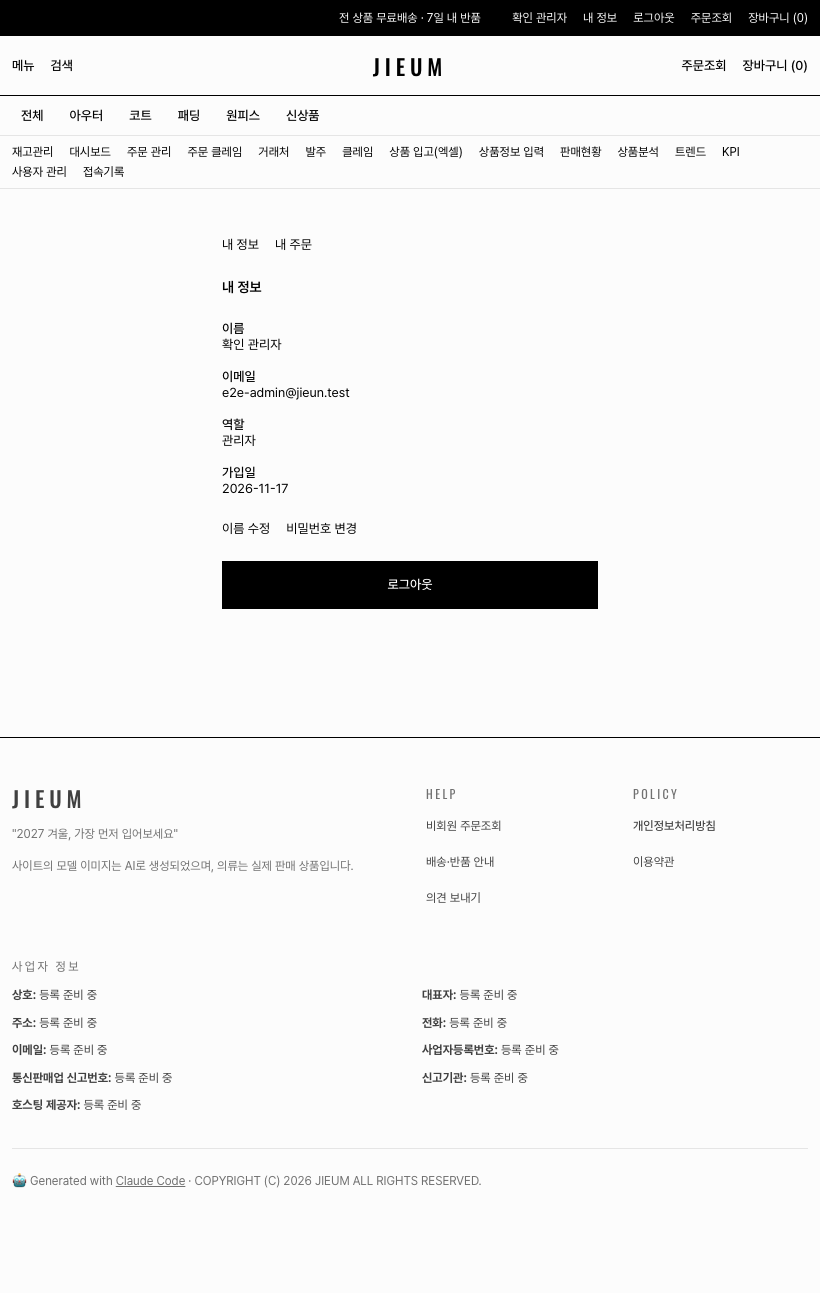 전 상품 무료배송 · 7일 내 반품 확인 관리자 내 정보 로그아웃 주문조회 장바구니 (0)
메뉴 검색 JIEUM 주문조회 장바구니 (0)
전체 아우터 코트 패딩 원피스 신상품
재고관리 대시보드 주문 관리 주문 클레임 거래처 발주 클레임 상품 입고(엑셀) 상품정보 입력 판매현황 상품분석 트렌드 KPI
사용자 관리 접속기록
내 정보 내 주문
내 정보
이름
확인 관리자
이메일
e2e-admin@jieun.test
역할
관리자
가입일
2026-11-17
이름 수정 비밀번호 변경
로그아웃
JIEUM
"2027 겨울, 가장 먼저 입어보세요"
사이트의 모델 이미지는 AI로 생성되었으며, 의류는 실제 판매 상품입니다.
HELP
비회원 주문조회
배송·반품 안내
의견 보내기
POLICY
개인정보처리방침
이용약관
사업자 정보
상호: 등록 준비 중 대표자: 등록 준비 중
주소: 등록 준비 중 전화: 등록 준비 중
이메일: 등록 준비 중 사업자등록번호: 등록 준비 중
통신판매업 신고번호: 등록 준비 중 신고기관: 등록 준비 중
호스팅 제공자: 등록 준비 중
🤖 Generated with Claude Code · COPYRIGHT (C) 2026 JIEUM ALL RIGHTS RESERVED.